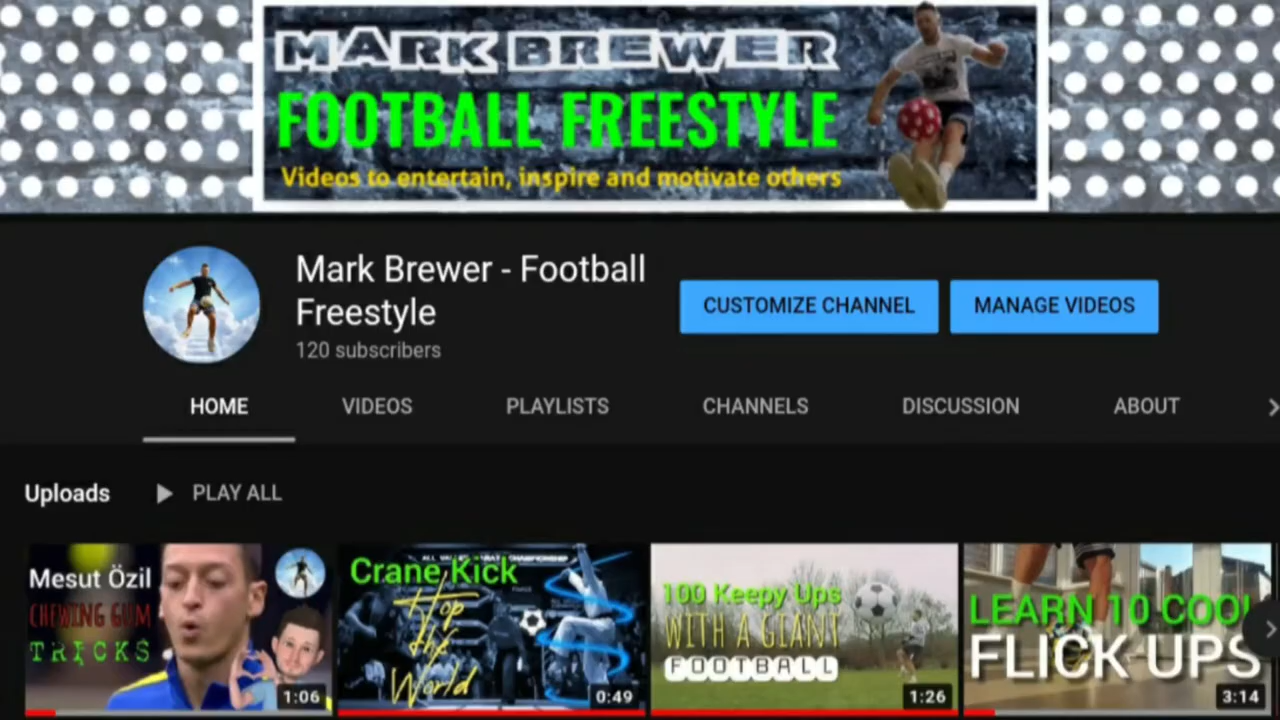 MARK BREWER
FOOTBALL FREESTYLE
Videos to entertain, inspire and motivate others
Mark Brewer - Football
Freestyle
120 subscribers
CUSTOMIZE CHANNEL
MANAGE VIDEOS
HOME
VIDEOS
PLAYLISTS
CHANNELS
DISCUSSION
ABOUT
Uploads
PLAY ALL
Mesut Özil
CHEWING GUM
TRICKS
1:06
Crane Kick
Hop
the
World
0:49
100 Keepy Ups
WITH A GIANT
FOOTBALL
1:26
LEARN 10 COOL
FLICK UPS
3:14